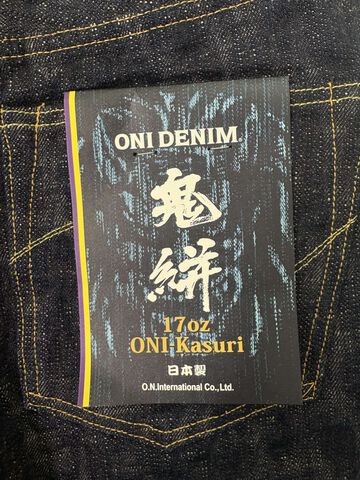 ONI DENIM
鬼
絣
17oz
ONI-Kasuri
日本製
O.N.International Co.,Ltd.